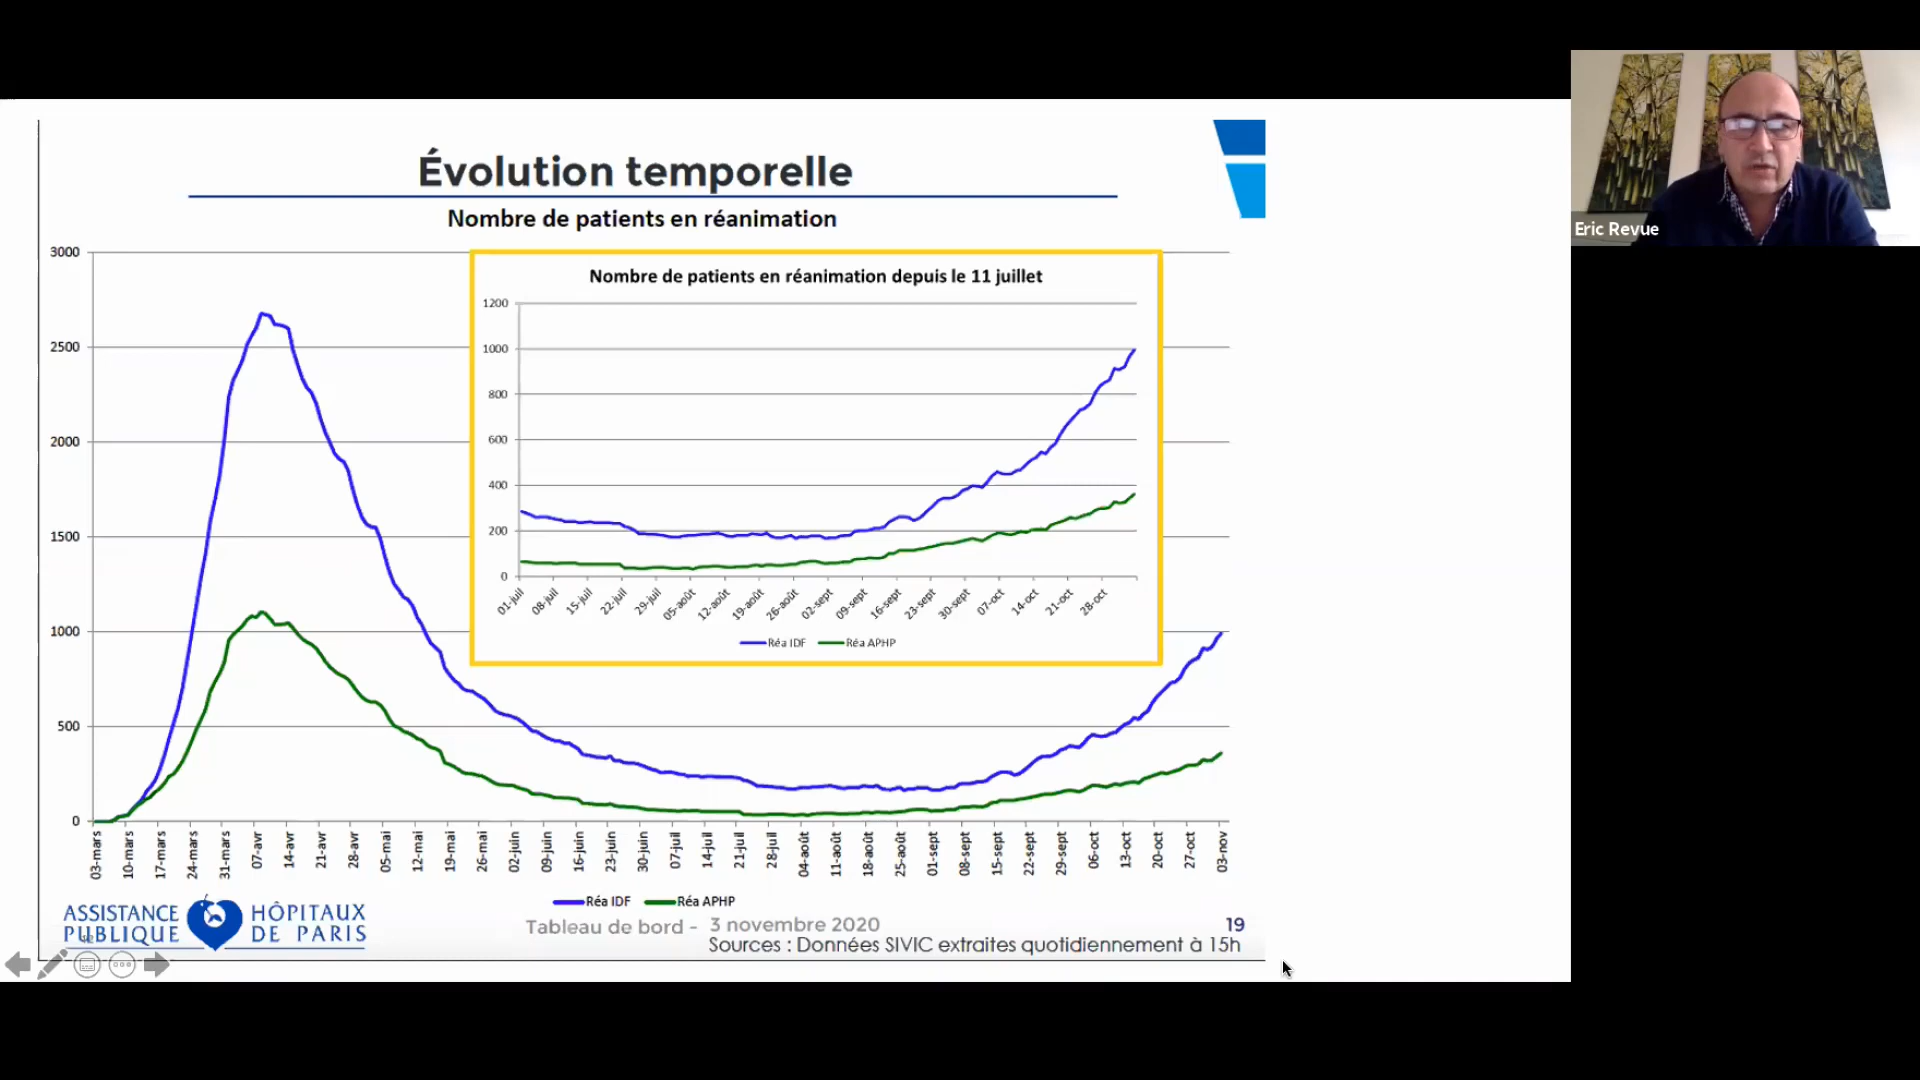 Évolution temporelle
Nombre de patients en réanimation
3000
2500
2000
1500
1000
500
0
03-mars
10-mars
17-mars
24-mars
31-mars
07-avr
14-avr
21-avr
28-avr
05-mai
12-mai
19-mai
26-mai
02-juin
09-juin
16-juin
23-juin
30-juin
07-juil
14-juil
21-juil
28-juil
04-août
11-août
18-août
25-août
01-sept
08-sept
15-sept
22-sept
29-sept
06-oct
13-oct
20-oct
27-oct
03-nov
Nombre de patients en réanimation depuis le 11 juillet
1200
1000
800
600
400
200
0
01-juil
08-juil
15-juil
22-juil
29-juil
05-août
12-août
19-août
26-août
02-sept
09-sept
16-sept
23-sept
30-sept
07-oct
14-oct
21-oct
28-oct
Réa IDF
Réa APHP
Réa IDF
Réa APHP
ASSISTANCE HÔPITAUX
PUBLIQUE DE PARIS
Tableau de bord - 3 novembre 2020
19
Sources : Données SIVIC extraites quotidiennement à 15h
Eric Revue